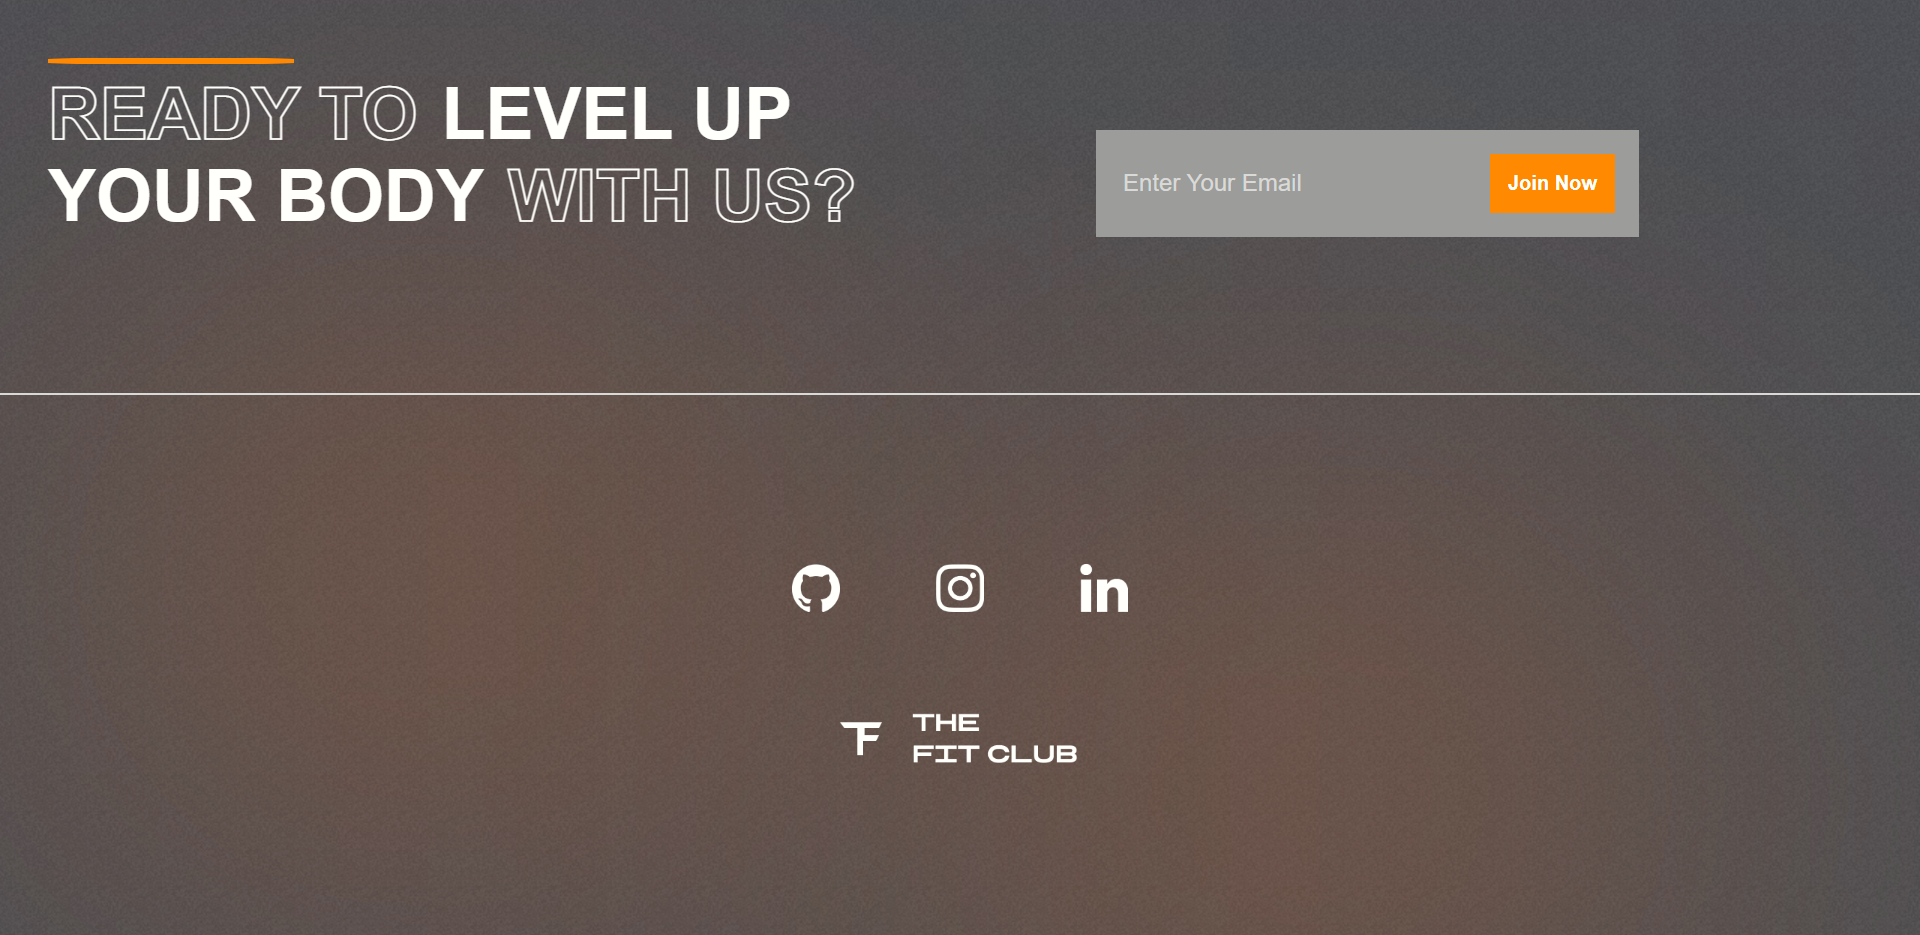 READY TO LEVEL UP
YOUR BODY WITH US?
Enter Your Email
Join Now
in
THE
FIT CLUB